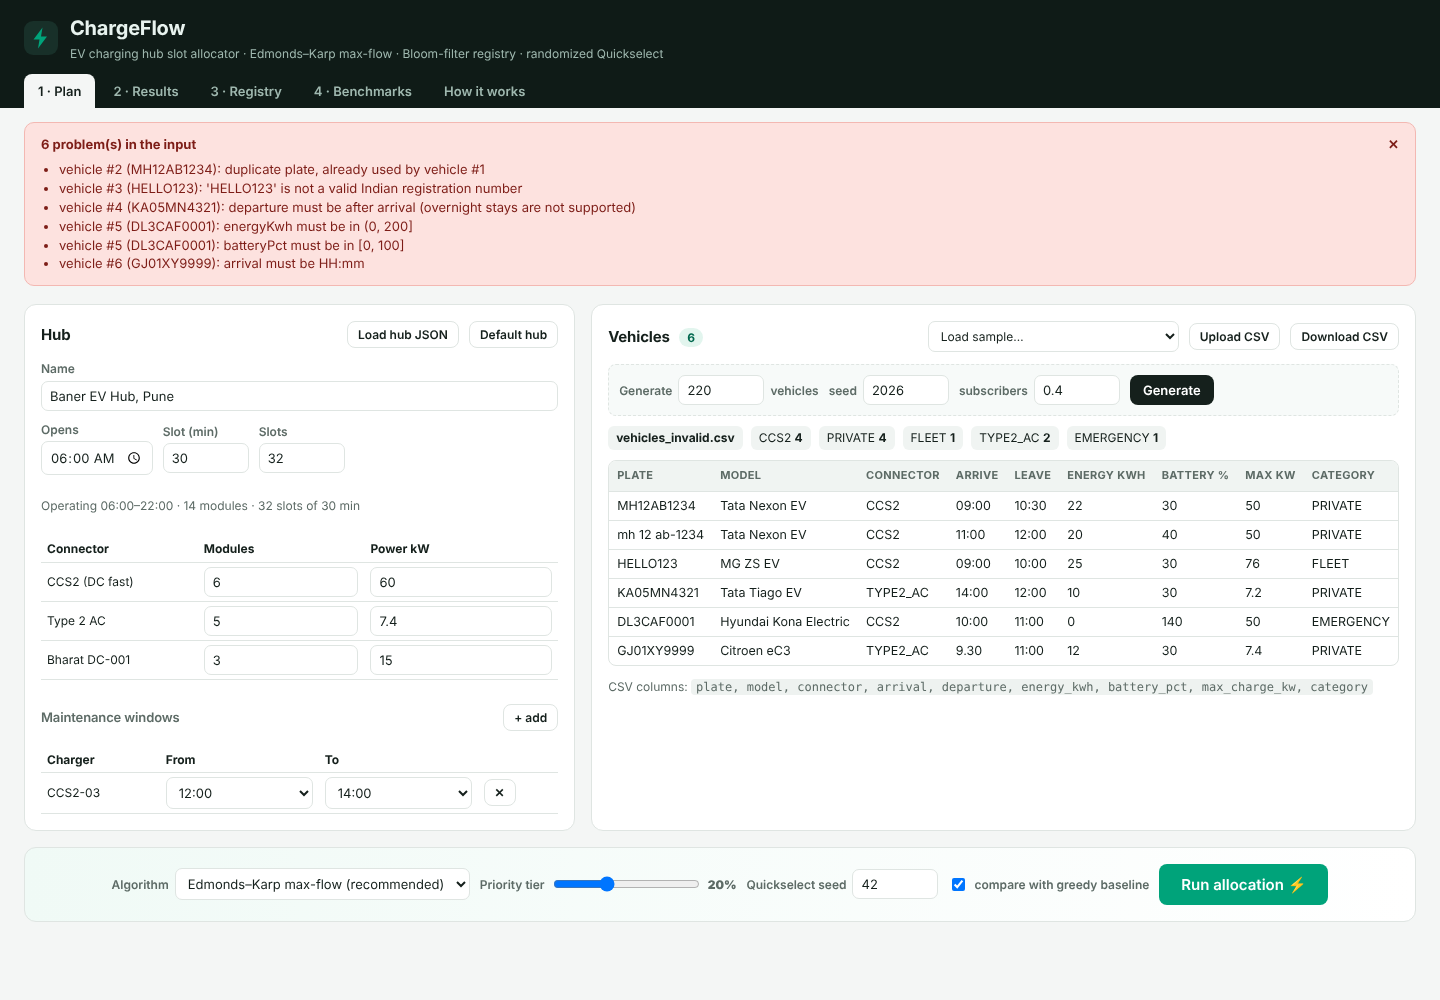 ChargeFlow
EV charging hub slot allocator · Edmonds–Karp max-flow · Bloom-filter registry · randomized Quickselect
1 · Plan 2 · Results 3 · Registry 4 · Benchmarks How it works
6 problem(s) in the input ×
• vehicle #2 (MH12AB1234): duplicate plate, already used by vehicle #1
• vehicle #3 (HELLO123): 'HELLO123' is not a valid Indian registration number
• vehicle #4 (KA05MN4321): departure must be after arrival (overnight stays are not supported)
• vehicle #5 (DL3CAF0001): energyKwh must be in (0, 200]
• vehicle #5 (DL3CAF0001): batteryPct must be in [0, 100]
• vehicle #6 (GJ01XY9999): arrival must be HH:mm
Hub Load hub JSON Default hub
Name
Baner EV Hub, Pune
Opens Slot (min) Slots
06:00 AM 30 32
Operating 06:00–22:00 · 14 modules · 32 slots of 30 min
Connector Modules Power kW
CCS2 (DC fast) 6 60
Type 2 AC 5 7.4
Bharat DC-001 3 15
Maintenance windows + add
Charger From To
CCS2-03 12:00 14:00 ×
Vehicles 6 Load sample... Upload CSV Download CSV
Generate 220 vehicles seed 2026 subscribers 0.4 Generate
vehicles_invalid.csv CCS2 4 PRIVATE 4 FLEET 1 TYPE2_AC 2 EMERGENCY 1
PLATE MODEL CONNECTOR ARRIVE LEAVE ENERGY KWH BATTERY % MAX KW CATEGORY
MH12AB1234 Tata Nexon EV CCS2 09:00 10:30 22 30 50 PRIVATE
mh 12 ab-1234 Tata Nexon EV CCS2 11:00 12:00 20 40 50 PRIVATE
HELLO123 MG ZS EV CCS2 09:00 10:00 25 30 76 FLEET
KA05MN4321 Tata Tiago EV TYPE2_AC 14:00 12:00 10 30 7.2 PRIVATE
DL3CAF0001 Hyundai Kona Electric CCS2 10:00 11:00 0 140 50 EMERGENCY
GJ01XY9999 Citroen eC3 TYPE2_AC 9.30 11:00 12 30 7.4 PRIVATE
CSV columns: plate, model, connector, arrival, departure, energy_kwh, battery_pct, max_charge_kw, category
Algorithm Edmonds–Karp max-flow (recommended) Priority tier 20% Quickselect seed 42 compare with greedy baseline Run allocation ⚡